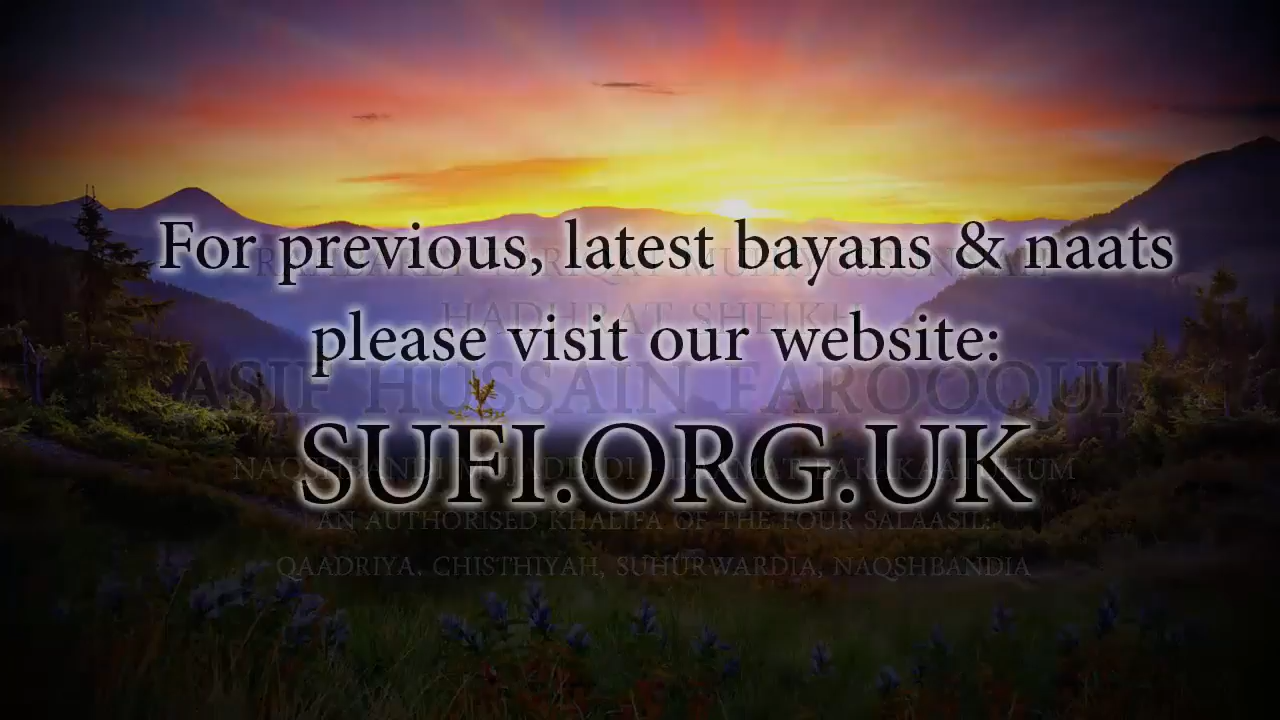 For previous, latest bayans & naats
HADHRAT SHEIKH
please visit our website:
ASIF HUSSAIN FAROOQUI
SUFI.ORG.UK
AN AUTHORISED KHALIFA OF THE FOUR SALAASIL:
QAADRIYA, CHISTHIYAH, SUHURWARDIA, NAQSHBANDIA